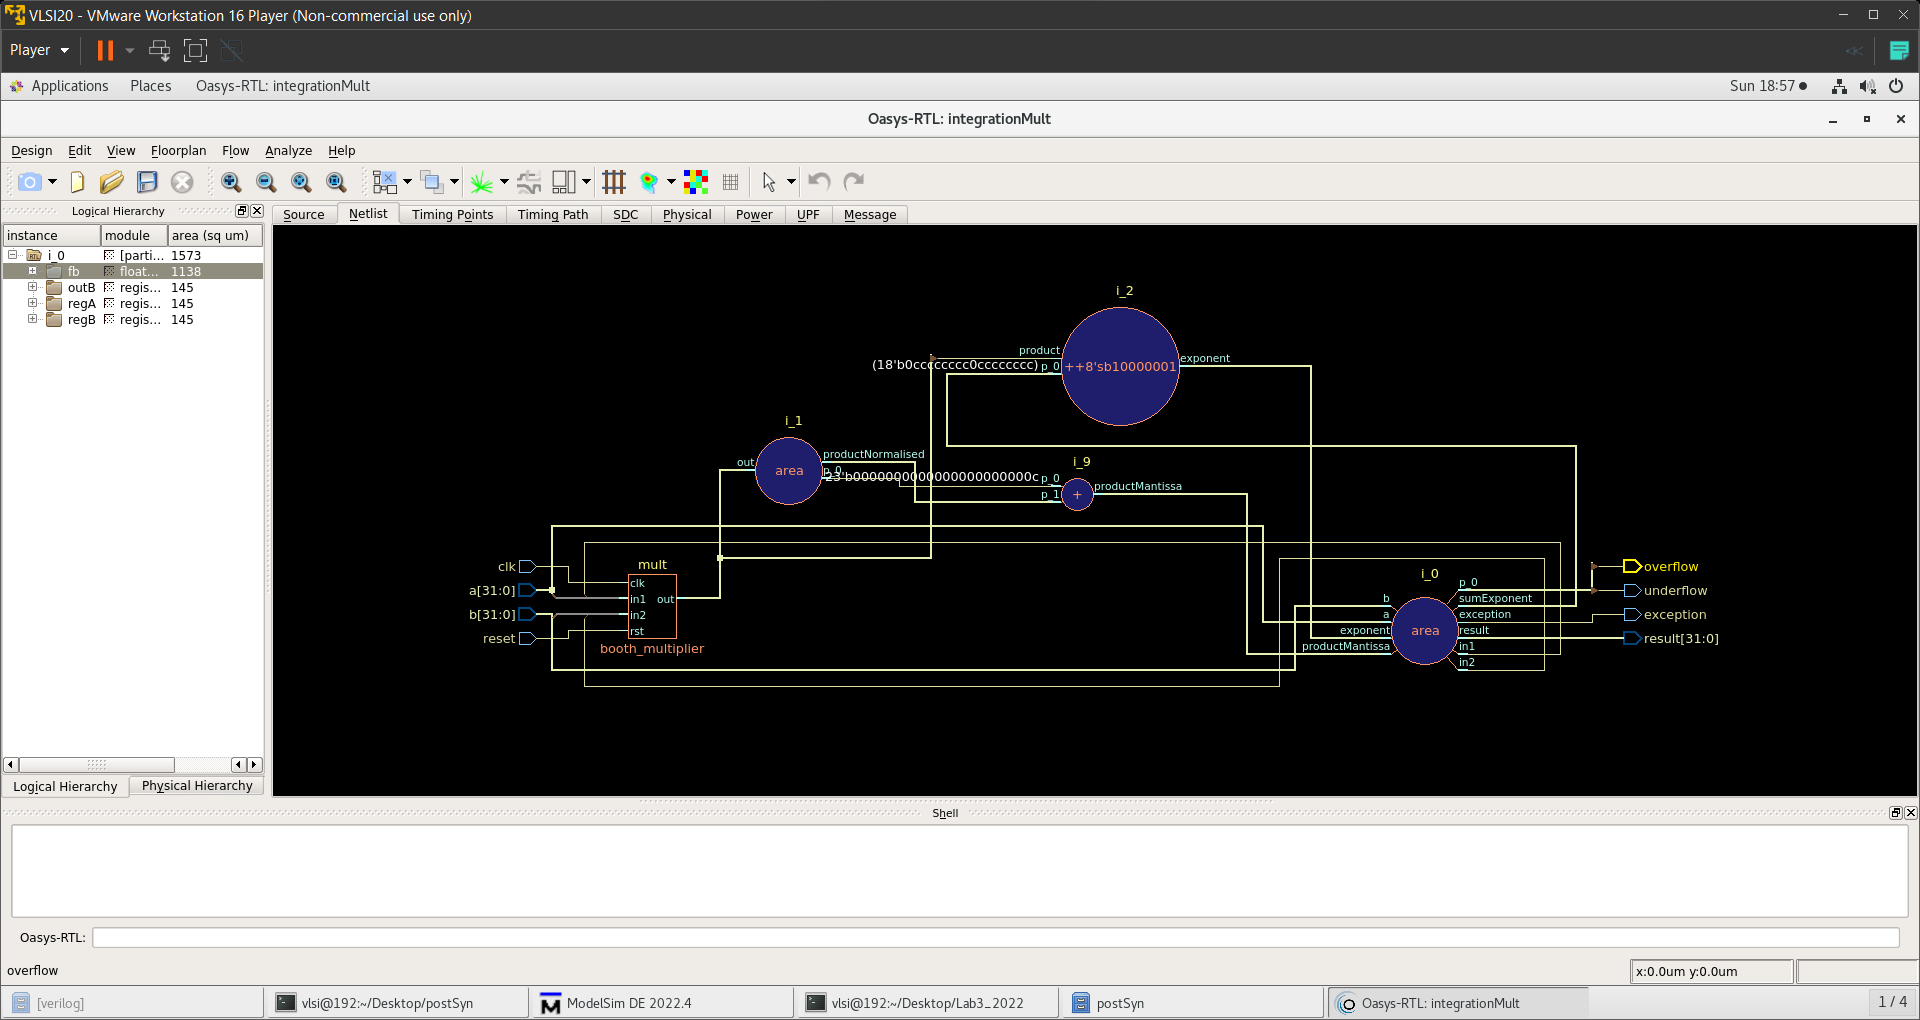 VLSI20 - VMware Workstation 16 Player (Non-commercial use only)
Player
Applications Places Oasys-RTL: integrationMult Sun 18:57
Oasys-RTL: integrationMult
Design Edit View Floorplan Flow Analyze Help
Logical Hierarchy
Source Netlist Timing Points Timing Path SDC Physical Power UPF Message
instance module area (sq um)
i_0 [parti... 1573
fb float... 1138
outB regis... 145
regA regis... 145
regB regis... 145
i_2
product
(18'b0cccccccc0cccccccc) p_0
++8'sb10000001
exponent
i_1
out
area
productNormalised
p_0
23'b0000000000000000000000c p_0
p_1
i_9
+
productMantissa
clk
a[31:0]
b[31:0]
reset
mult
clk
in1 out
in2
rst
booth_multiplier
i_0
b
a
exponent
productMantissa
area
p_0
sumExponent
exception
result
in1
in2
overflow
underflow
exception
result[31:0]
Logical Hierarchy Physical Hierarchy
Shell
Oasys-RTL:
overflow
x:0.0um y:0.0um
[verilog] vlsi@192:~/Desktop/postSyn ModelSim DE 2022.4 vlsi@192:~/Desktop/Lab3_2022 postSyn Oasys-RTL: integrationMult 1 / 4